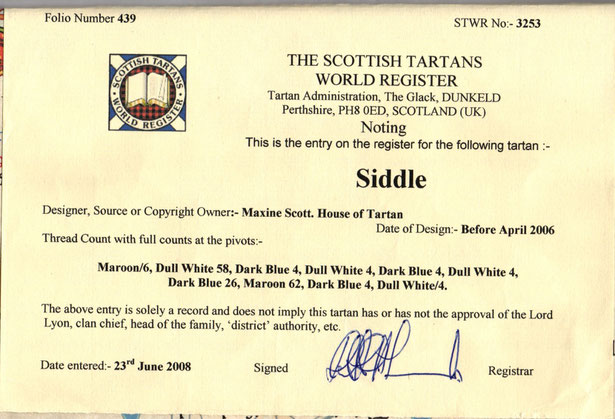 Folio Number 439
STWR No:- 3253
SCOTTISH TARTANS
WORLD REGISTER
THE SCOTTISH TARTANS
WORLD REGISTER
Tartan Administration, The Glack, DUNKELD
Perthshire, PH8 0ED, SCOTLAND (UK)
Noting
This is the entry on the register for the following tartan :-
Siddle
Designer, Source or Copyright Owner:- Maxine Scott. House of Tartan
Date of Design:- Before April 2006
Thread Count with full counts at the pivots:-
Maroon/6, Dull White 58, Dark Blue 4, Dull White 4, Dark Blue 4, Dull White 4,
Dark Blue 26, Maroon 62, Dark Blue 4, Dull White/4.
The above entry is solely a record and does not imply this tartan has or has not the approval of the Lord
Lyon, clan chief, head of the family, ‘district’ authority, etc.
Date entered:- 23rd June 2008 Signed Registrar